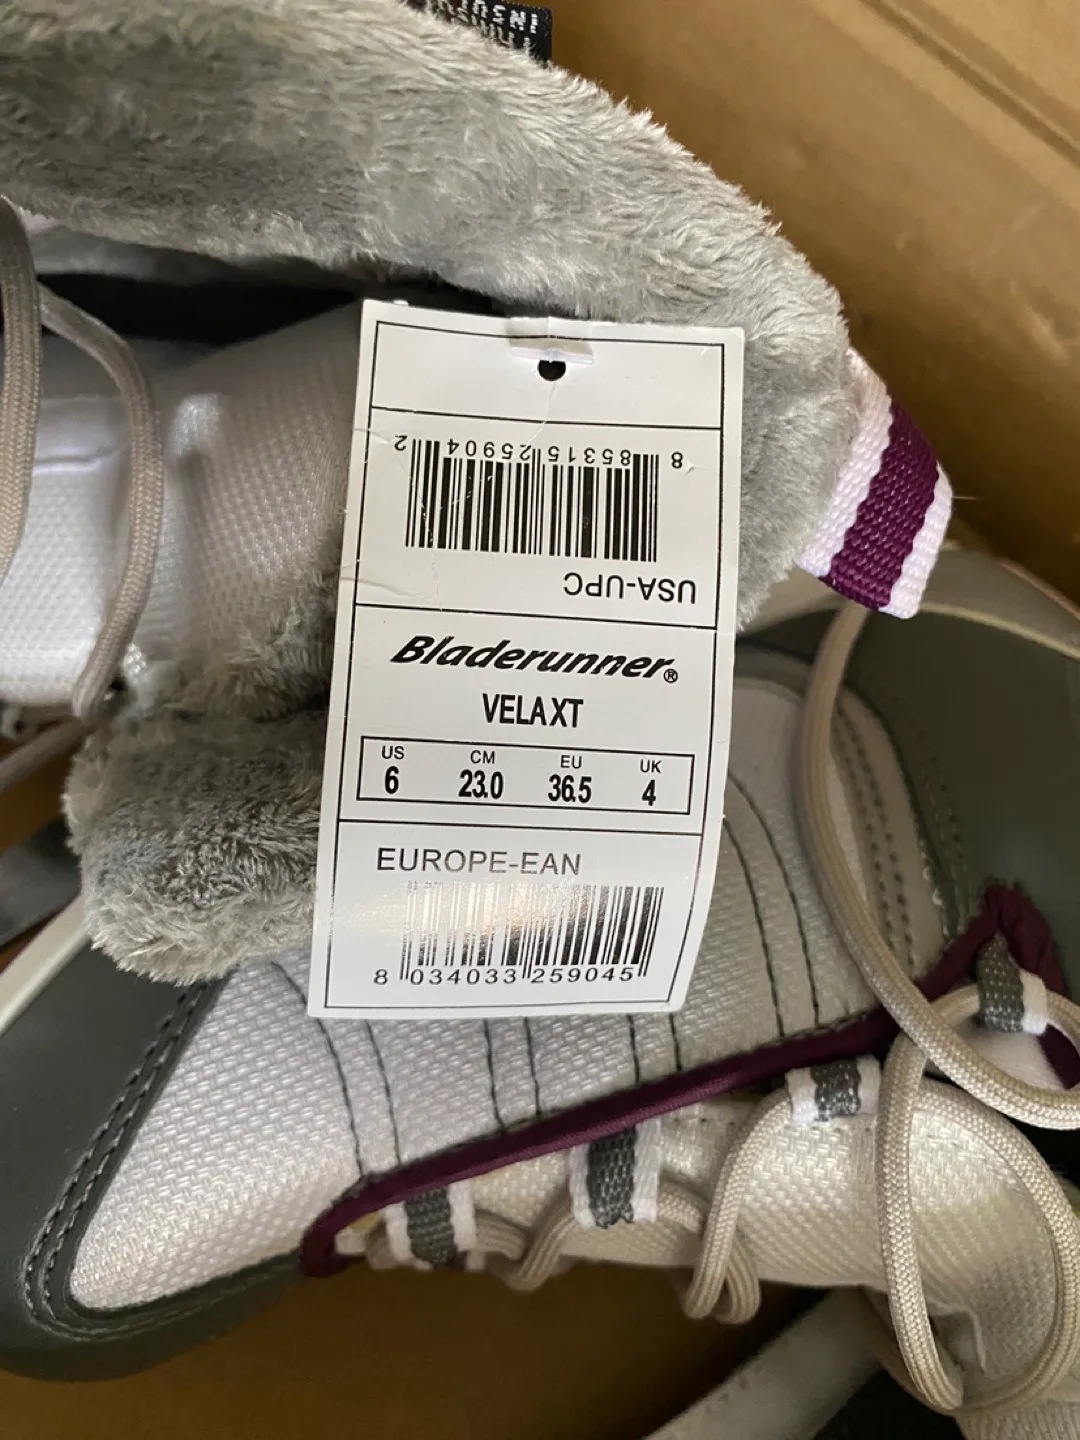 8 85315 25904 2
USA-UPC
Bladerunner®
VELA XT
US CM EU UK
6 23.0 36.5 4
EUROPE-EAN
8 034033 259045